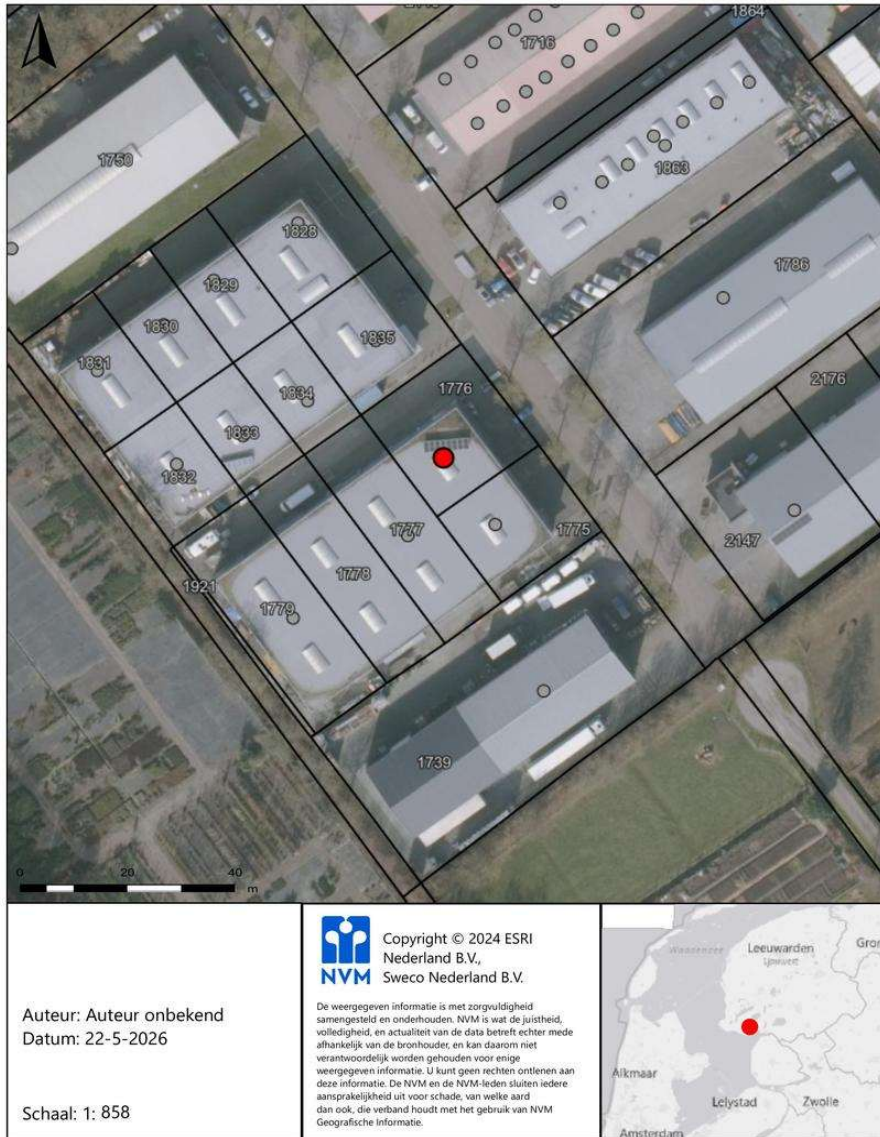 1864
1716
1750
1863
1828
1786
1829
1830
1835
1831
1776
2176
1834
1833
1832
1777
1775
2147
1778
1921
1779
1739
0 20 40 m
Auteur: Auteur onbekend
Datum: 22-5-2026
Schaal: 1: 858
NVM
Copyright © 2024 ESRI
Nederland B.V.,
Sweco Nederland B.V.
De weergegeven informatie is met zorgvuldigheid
samengesteld en onderhouden. NVM is wat de juistheid,
volledigheid, en actualiteit van de data betreft echter mede
afhankelijk van de bronhouder, en kan daarom niet
verantwoordelijk worden gehouden voor enige
weergegeven informatie. U kunt geen rechten ontlenen aan
deze informatie. De NVM en de NVM-leden sluiten iedere
aansprakelijkheid uit voor schade, van welke aard
dan ook, die verband houdt met het gebruik van NVM
Geografische Informatie.
Waddenzee
Leeuwarden
Gron
Alkmaar
Lelystad
Zwolle
Amsterdam